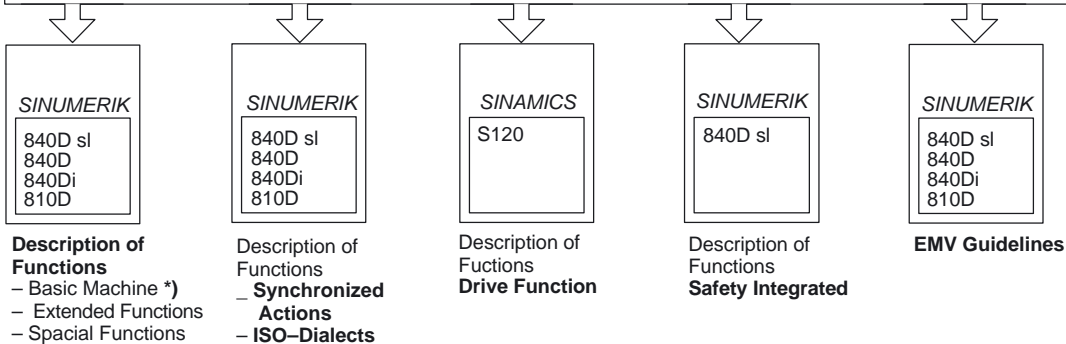 SINUMERIK
840D sl
840D
840Di
810D
Description of
Functions
– Basic Machine *)
– Extended Functions
– Spacial Functions
SINUMERIK
840D sl
840D
840Di
810D
Description of
Functions
_ Synchronized
Actions
– ISO–Dialects
SINAMICS
S120
Description of
Fuctions
Drive Function
SINUMERIK
840D sl
Description of
Functions
Safety Integrated
SINUMERIK
840D sl
840D
840Di
810D
EMV Guidelines